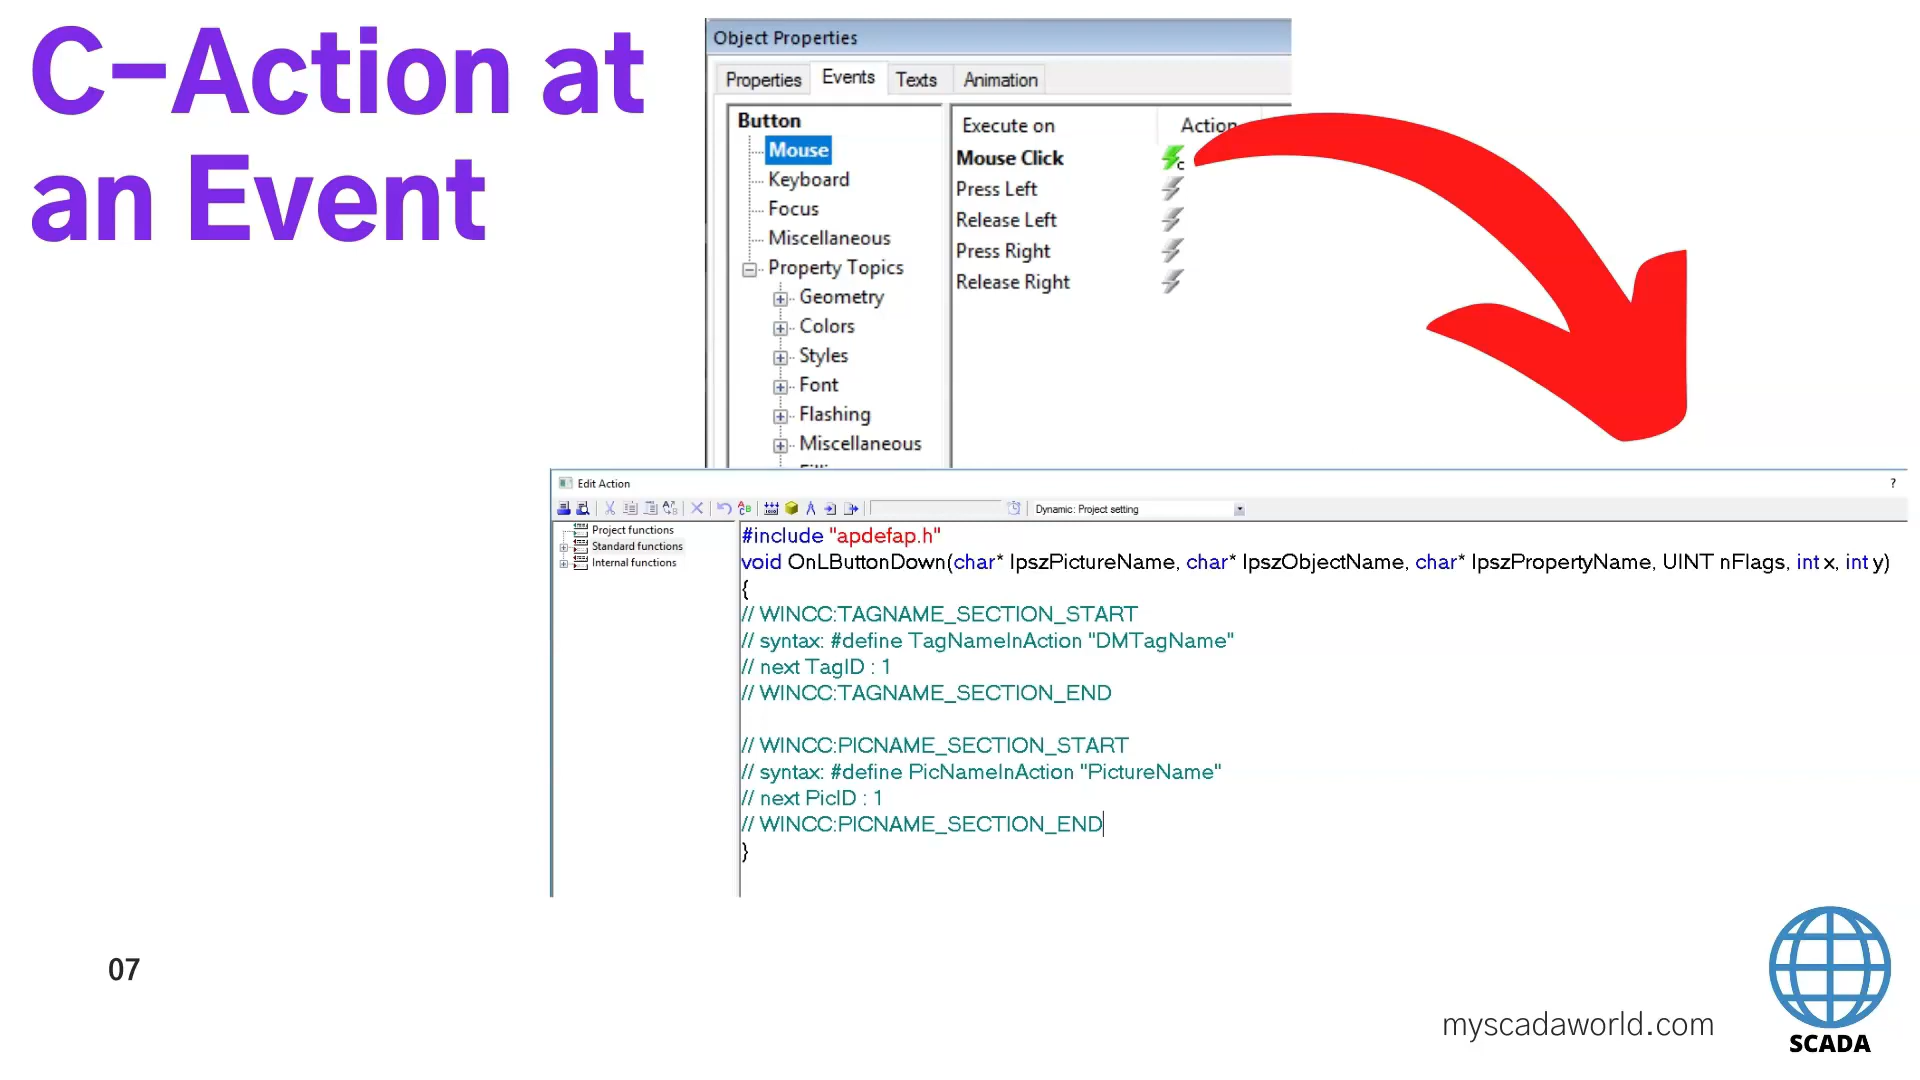 C-Action at
an Event
Object Properties
Properties Events Texts Animation
Button
Mouse
Keyboard
Focus
Miscellaneous
Property Topics
Geometry
Colors
Styles
Font
Flashing
Miscellaneous
Execute on Action
Mouse Click
Press Left
Release Left
Press Right
Release Right
Edit Action ?
Dynamic: Project setting
Project functions
Standard functions
Internal functions
#include "apdefap.h"
void OnLButtonDown(char* lpszPictureName, char* lpszObjectName, char* lpszPropertyName, UINT nFlags, int x, int y)
{
// WINCC:TAGNAME_SECTION_START
// syntax: #define TagNameInAction "DMTagName"
// next TagID : 1
// WINCC:TAGNAME_SECTION_END
// WINCC:PICNAME_SECTION_START
// syntax: #define PicNameInAction "PictureName"
// next PicID : 1
// WINCC:PICNAME_SECTION_END
}
07
myscadaworld.com
SCADA